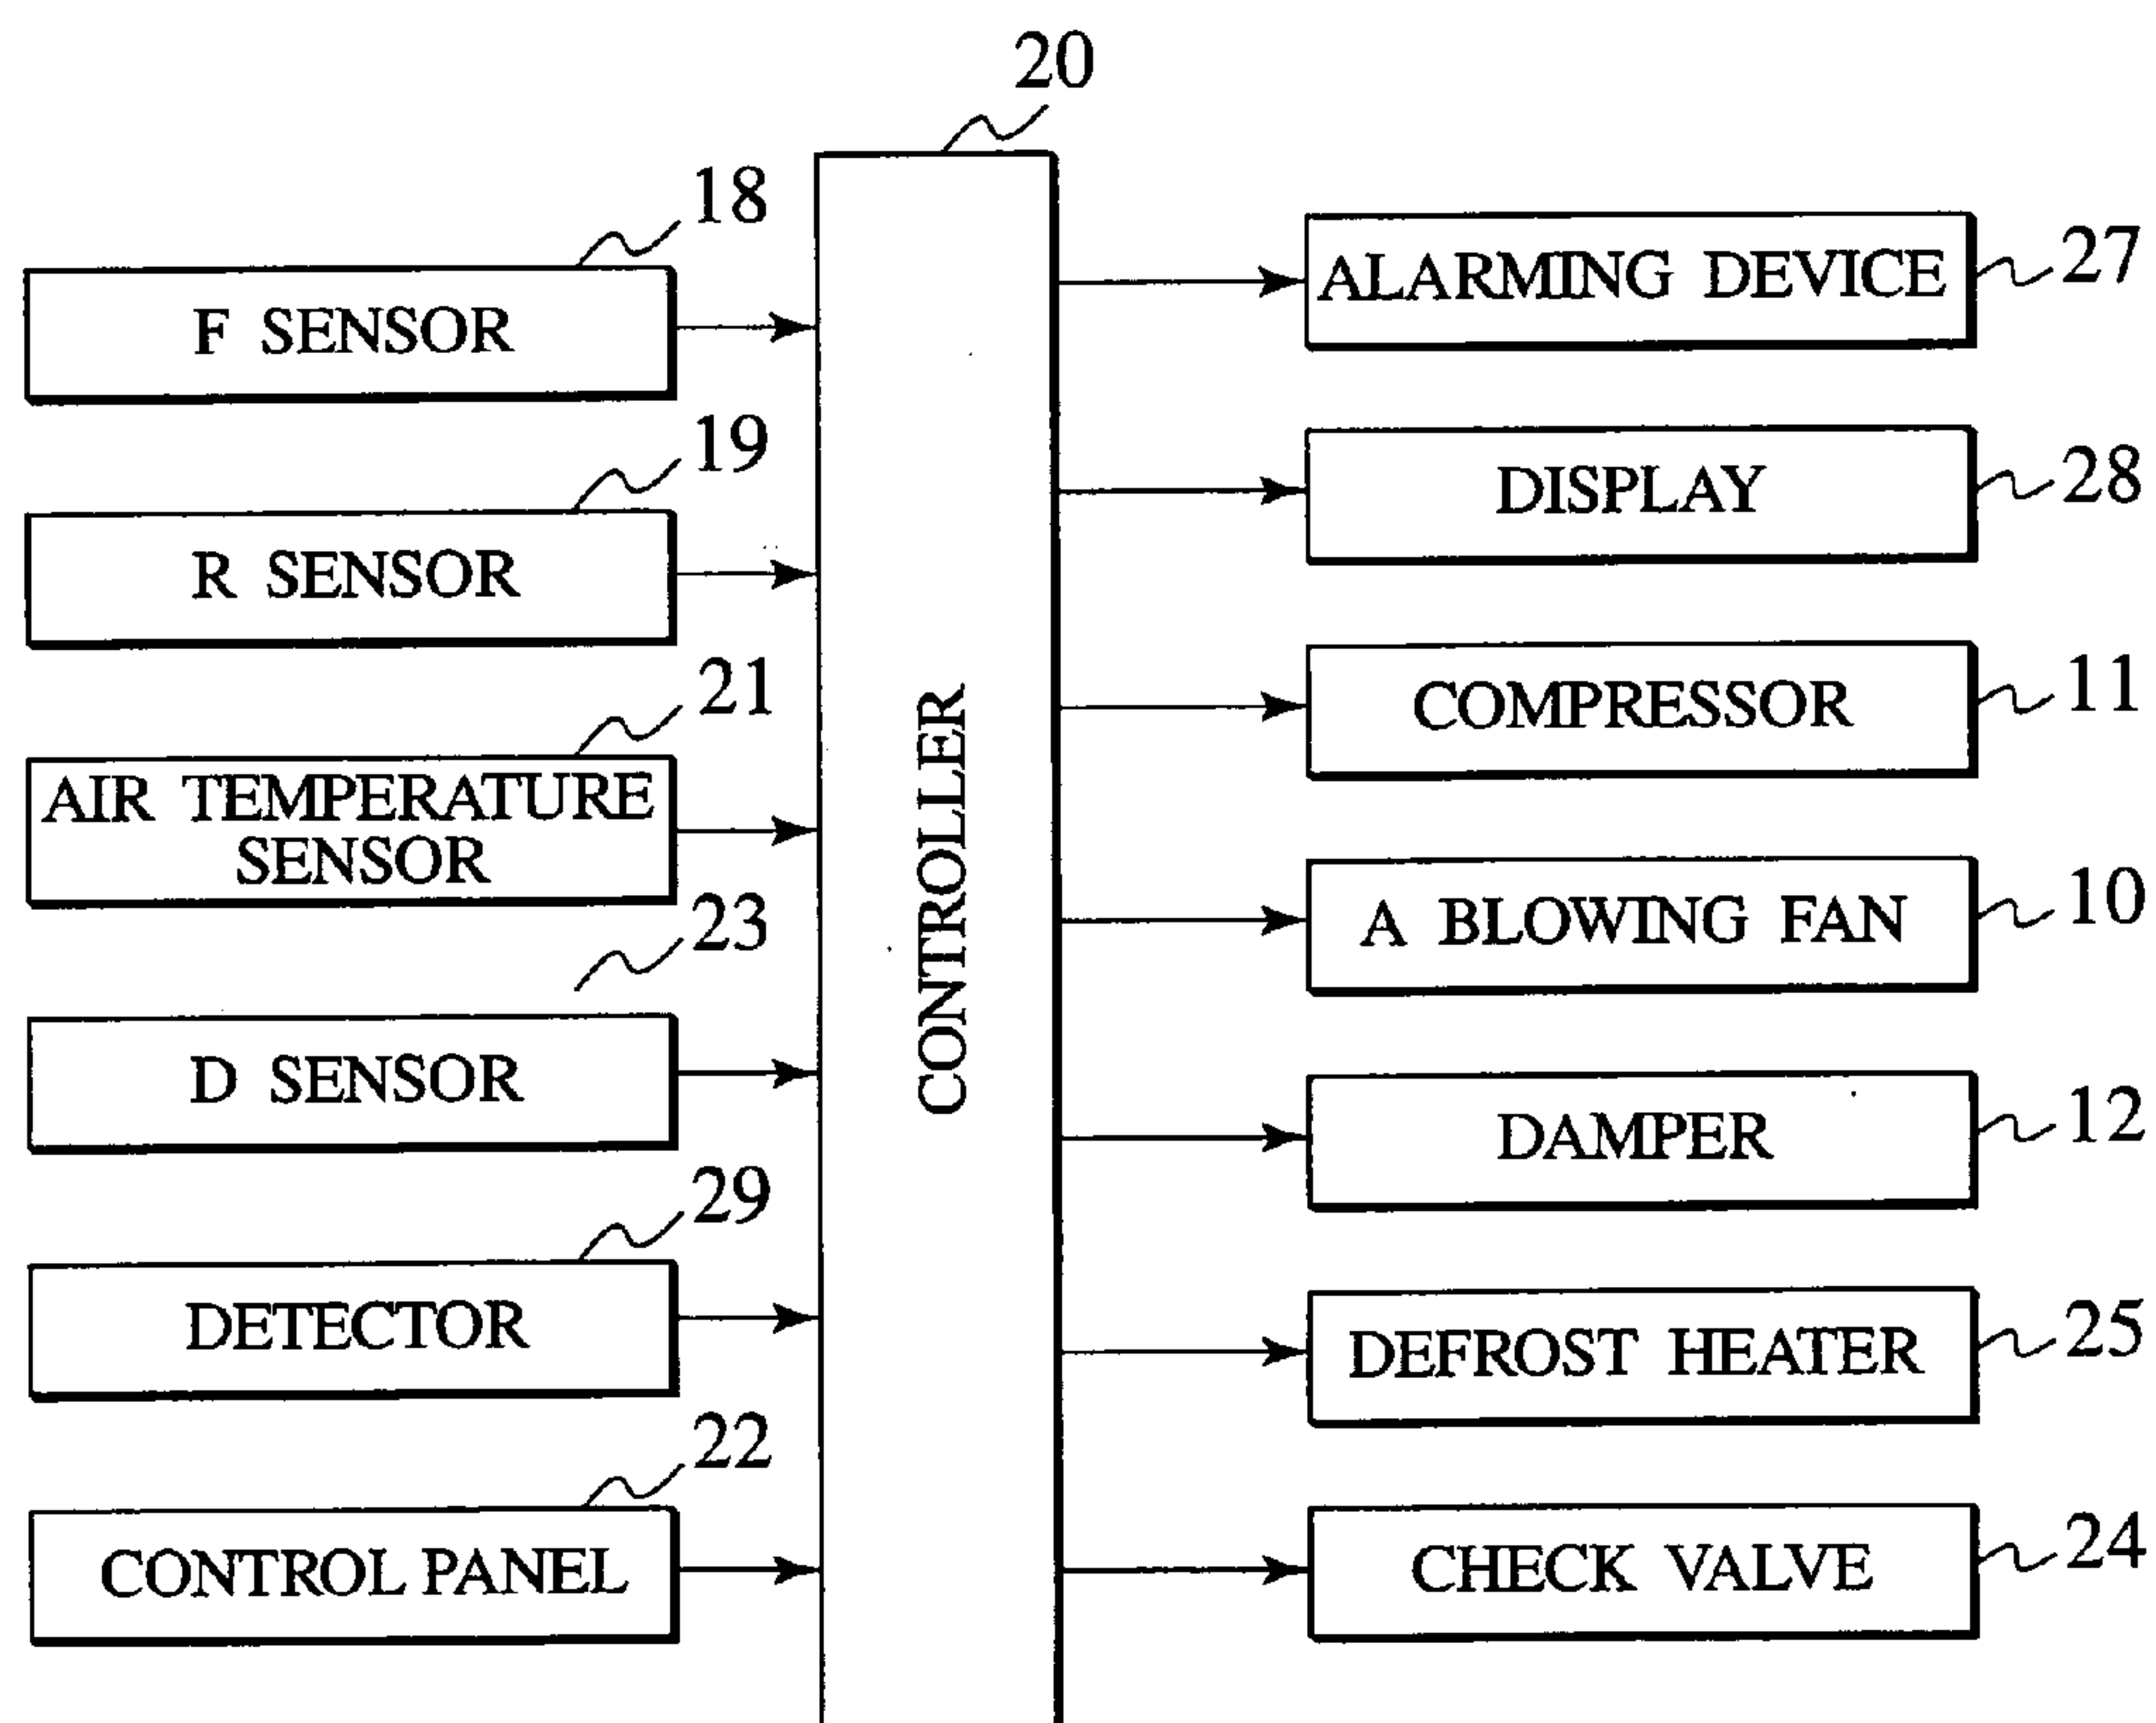 20
18
F SENSOR
19
R SENSOR
21
AIR TEMPERATURE
SENSOR
23
D SENSOR
29
DETECTOR
22
CONTROL PANEL
CONTROLLER
ALARMING DEVICE
27
DISPLAY
28
COMPRESSOR
11
A BLOWING FAN
10
DAMPER
12
DEFROST HEATER
25
CHECK VALVE
24